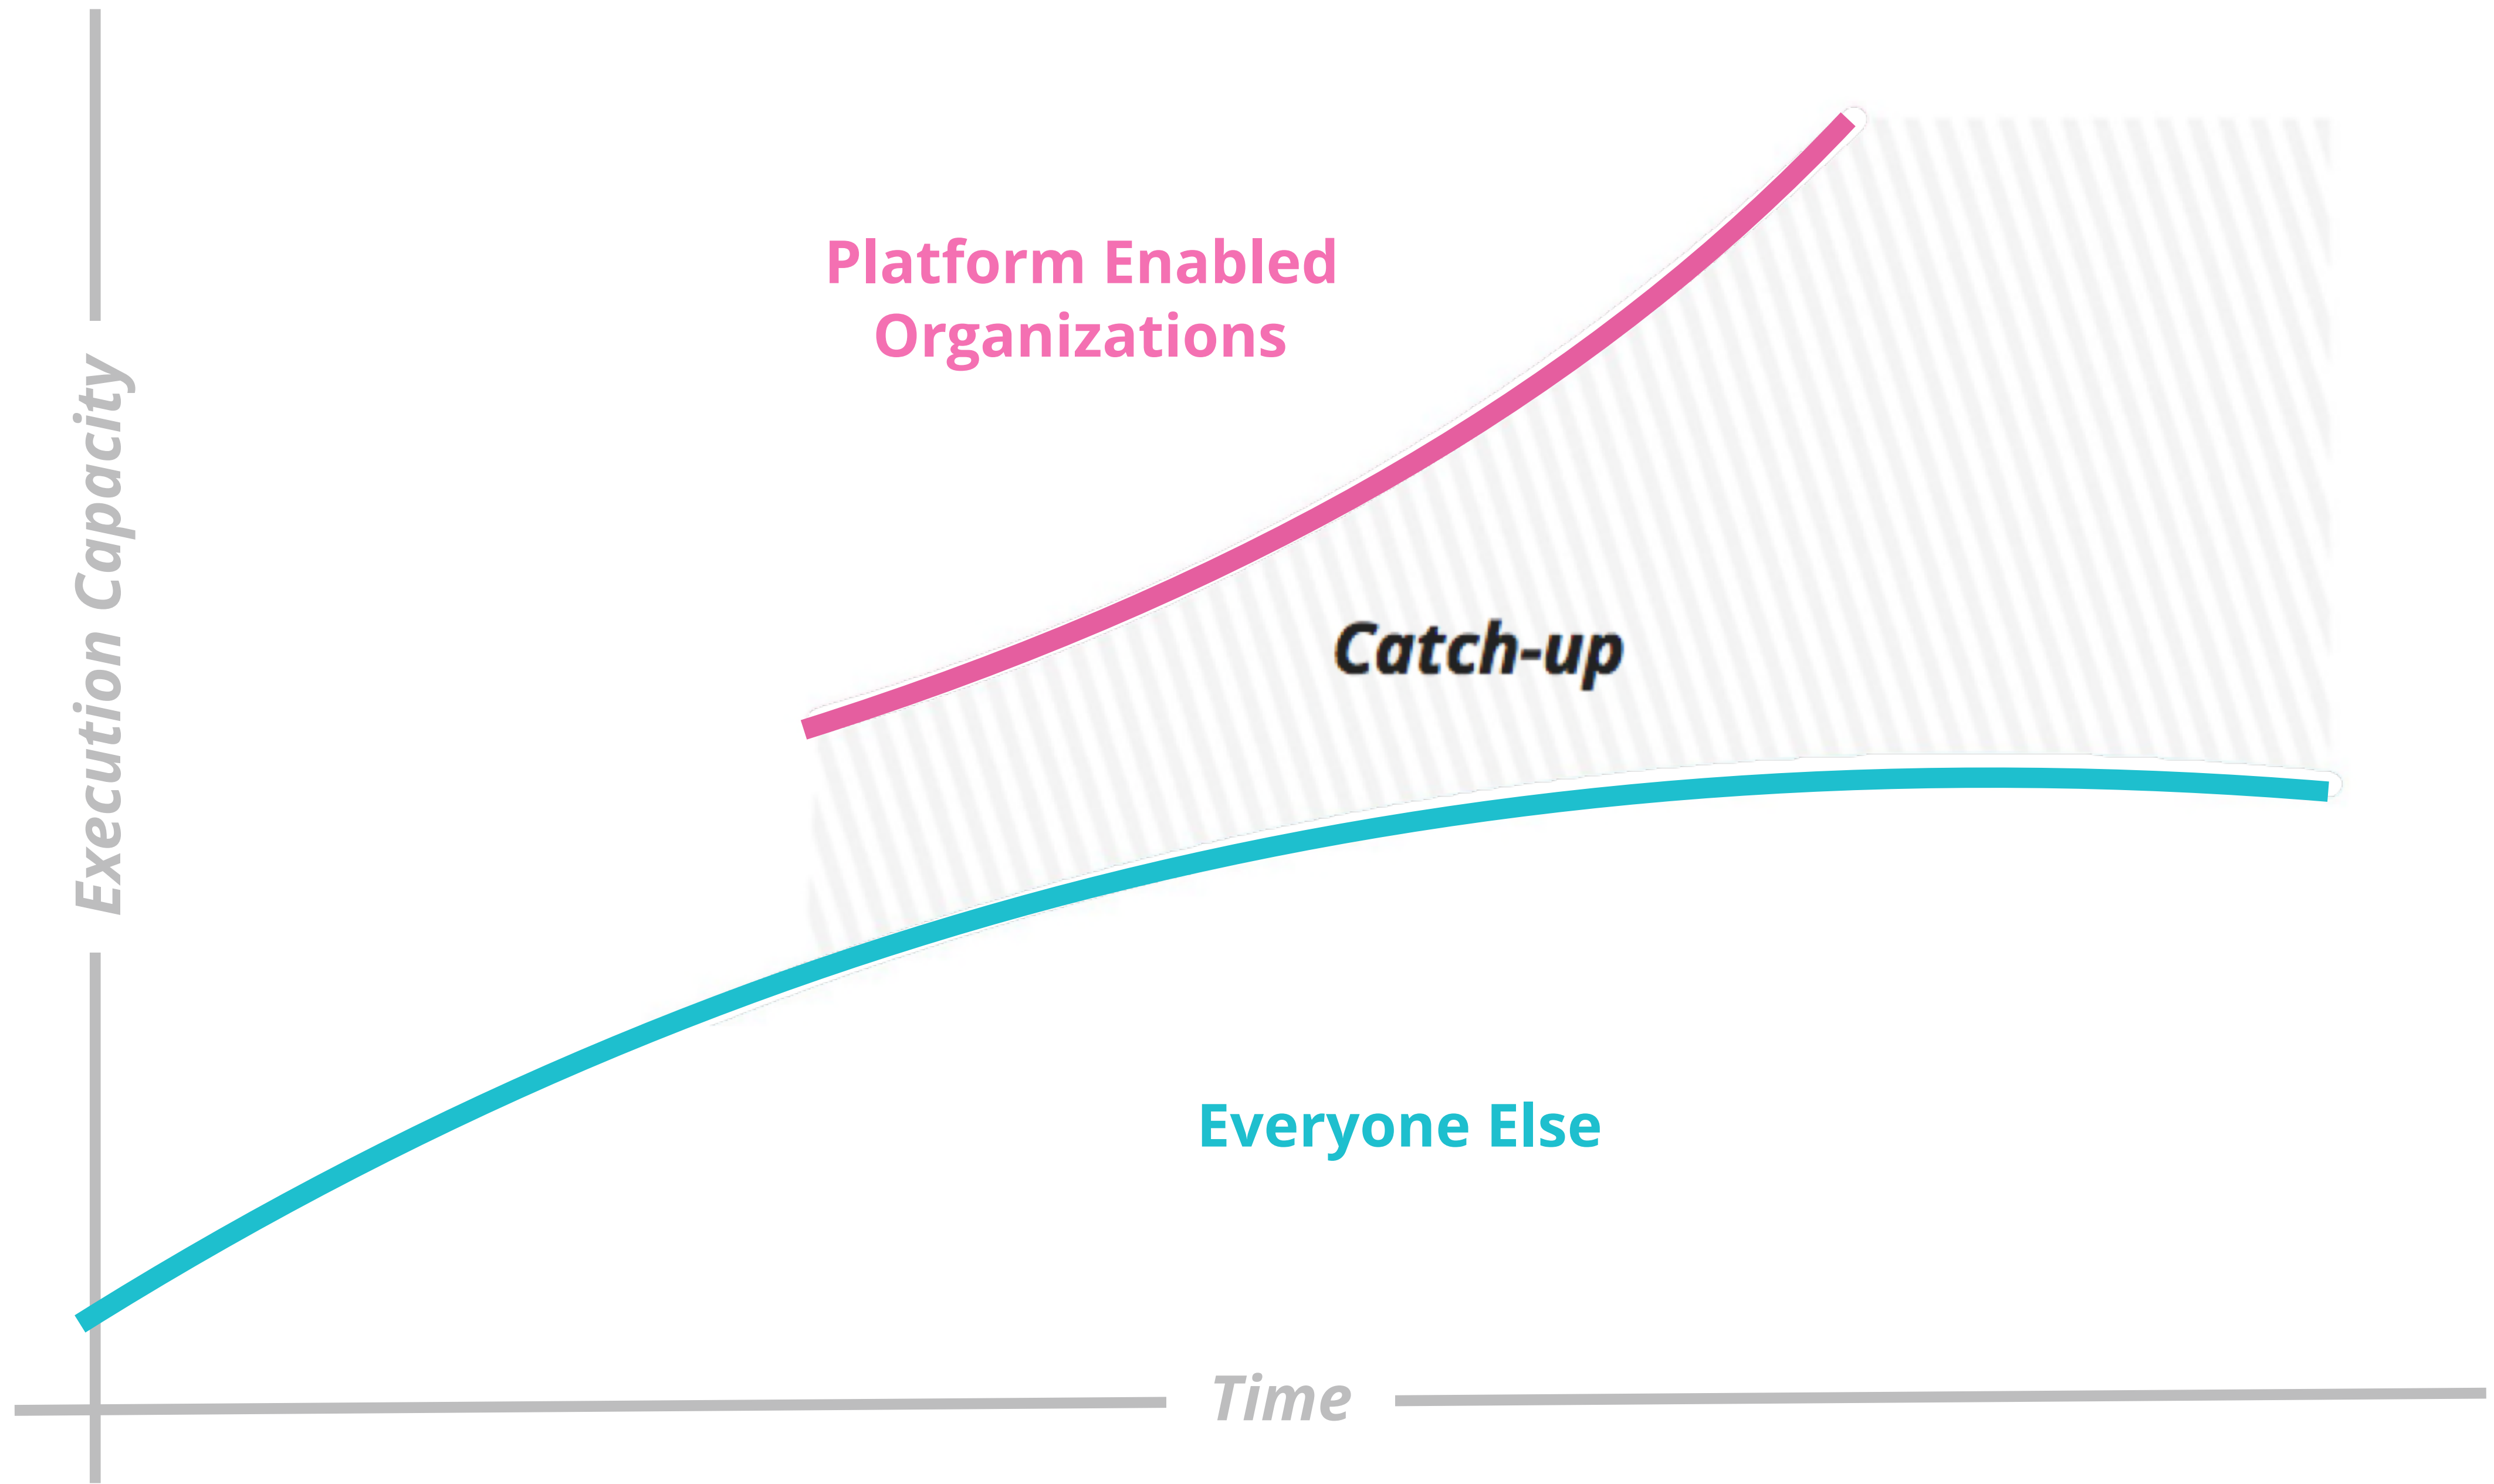 Platform Enabled
Organizations
Execution Capacity
Catch-up
Everyone Else
Time